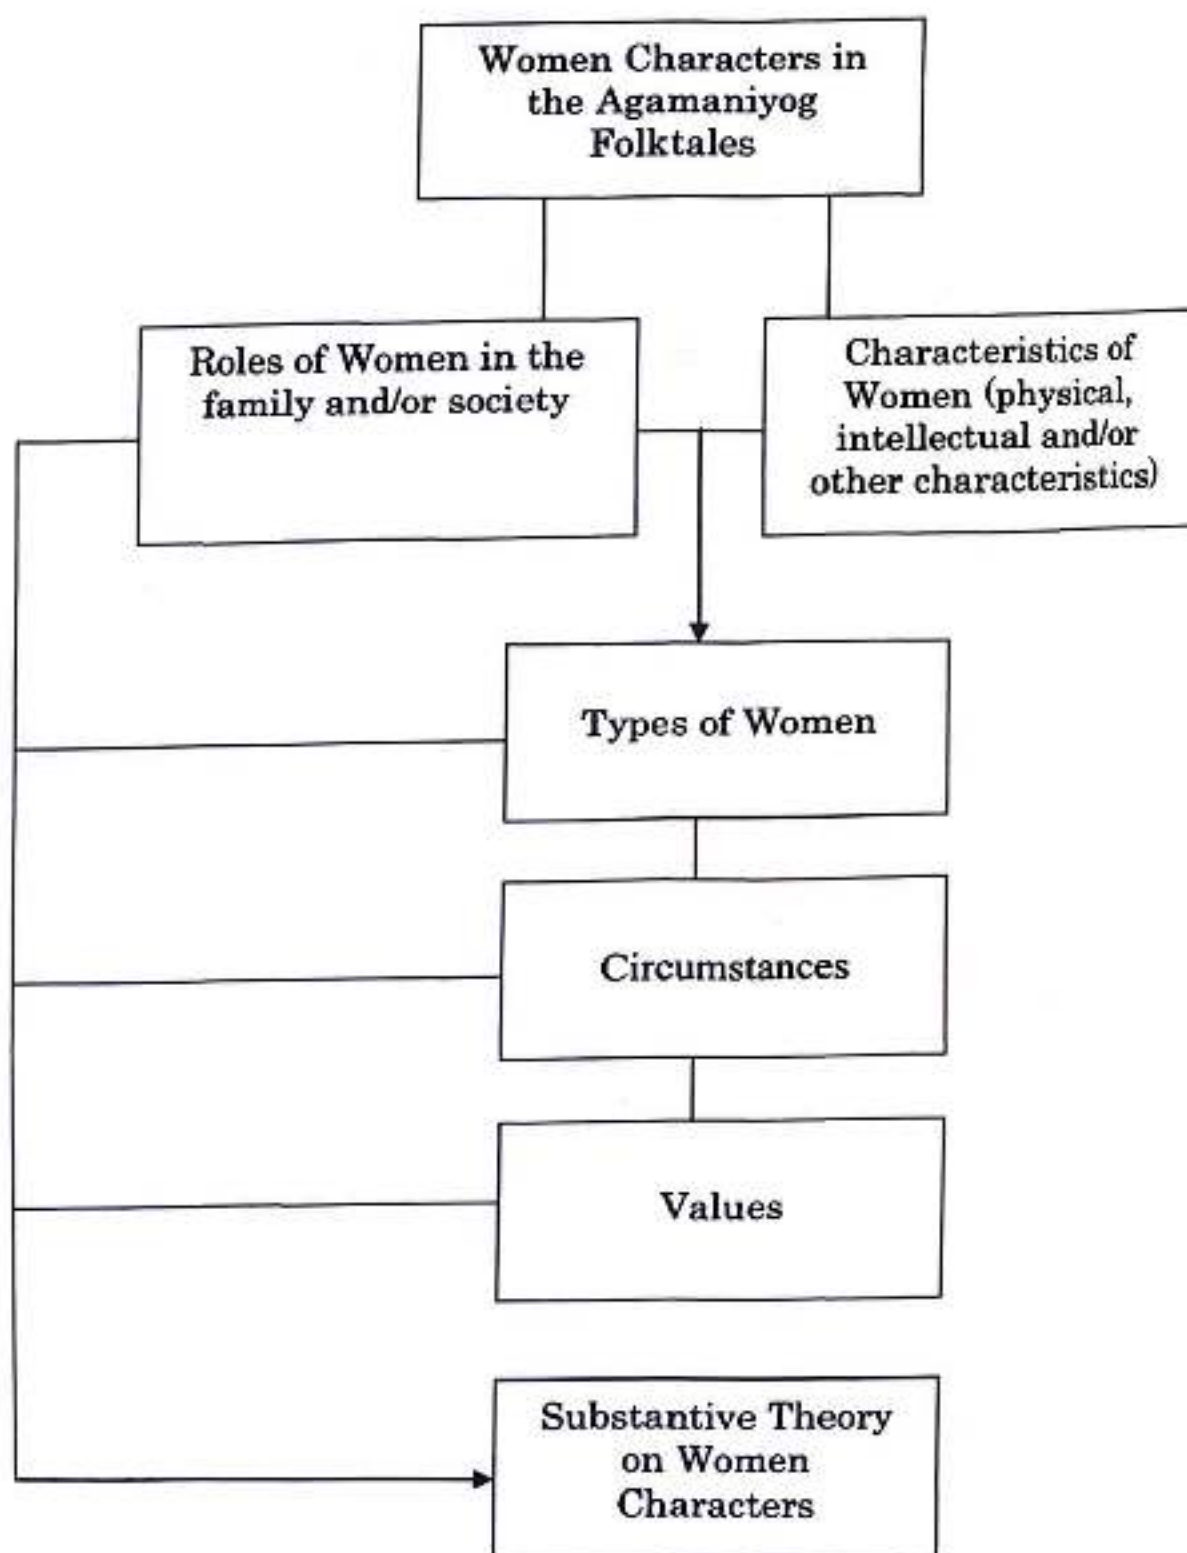 Women Characters in
the Agamaniyog
Folktales
Roles of Women in the
family and/or society
Characteristics of
Women (physical,
intellectual and/or
other characteristics)
Types of Women
Circumstances
Values
Substantive Theory
on Women
Characters